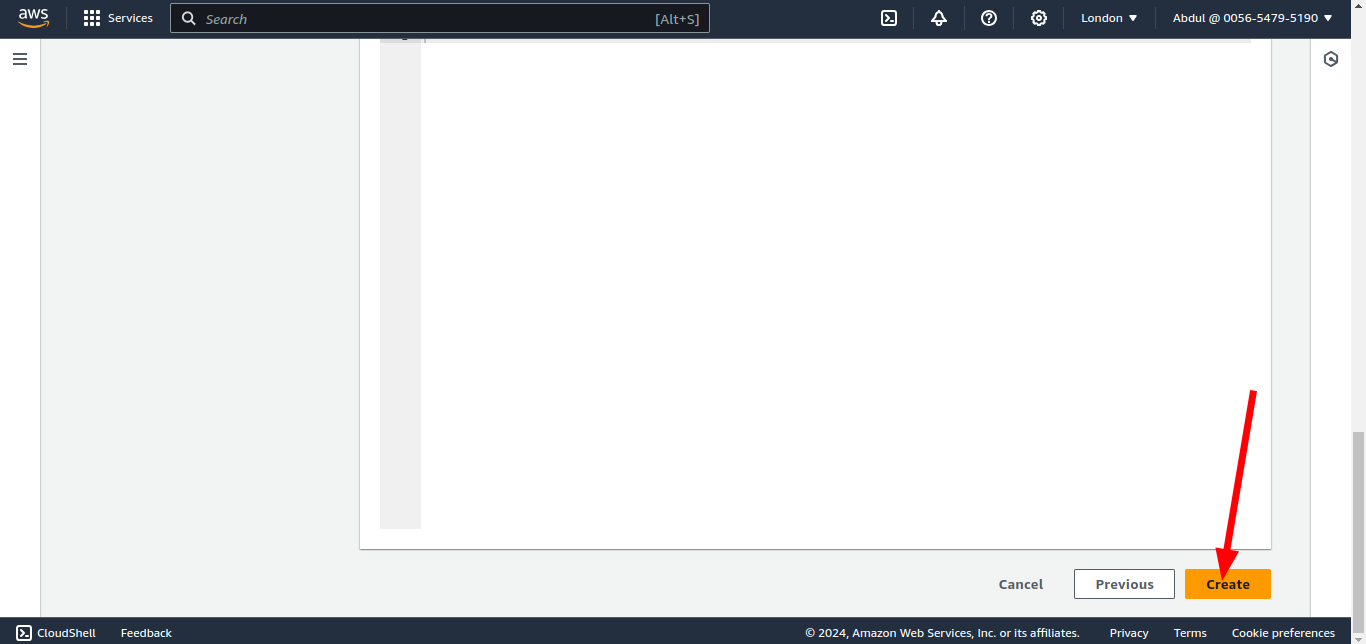 aws Services Search [Alt+S] London Abdul @ 0056-5479-5190
Cancel Previous Create
CloudShell Feedback © 2024, Amazon Web Services, Inc. or its affiliates. Privacy Terms Cookie preferences